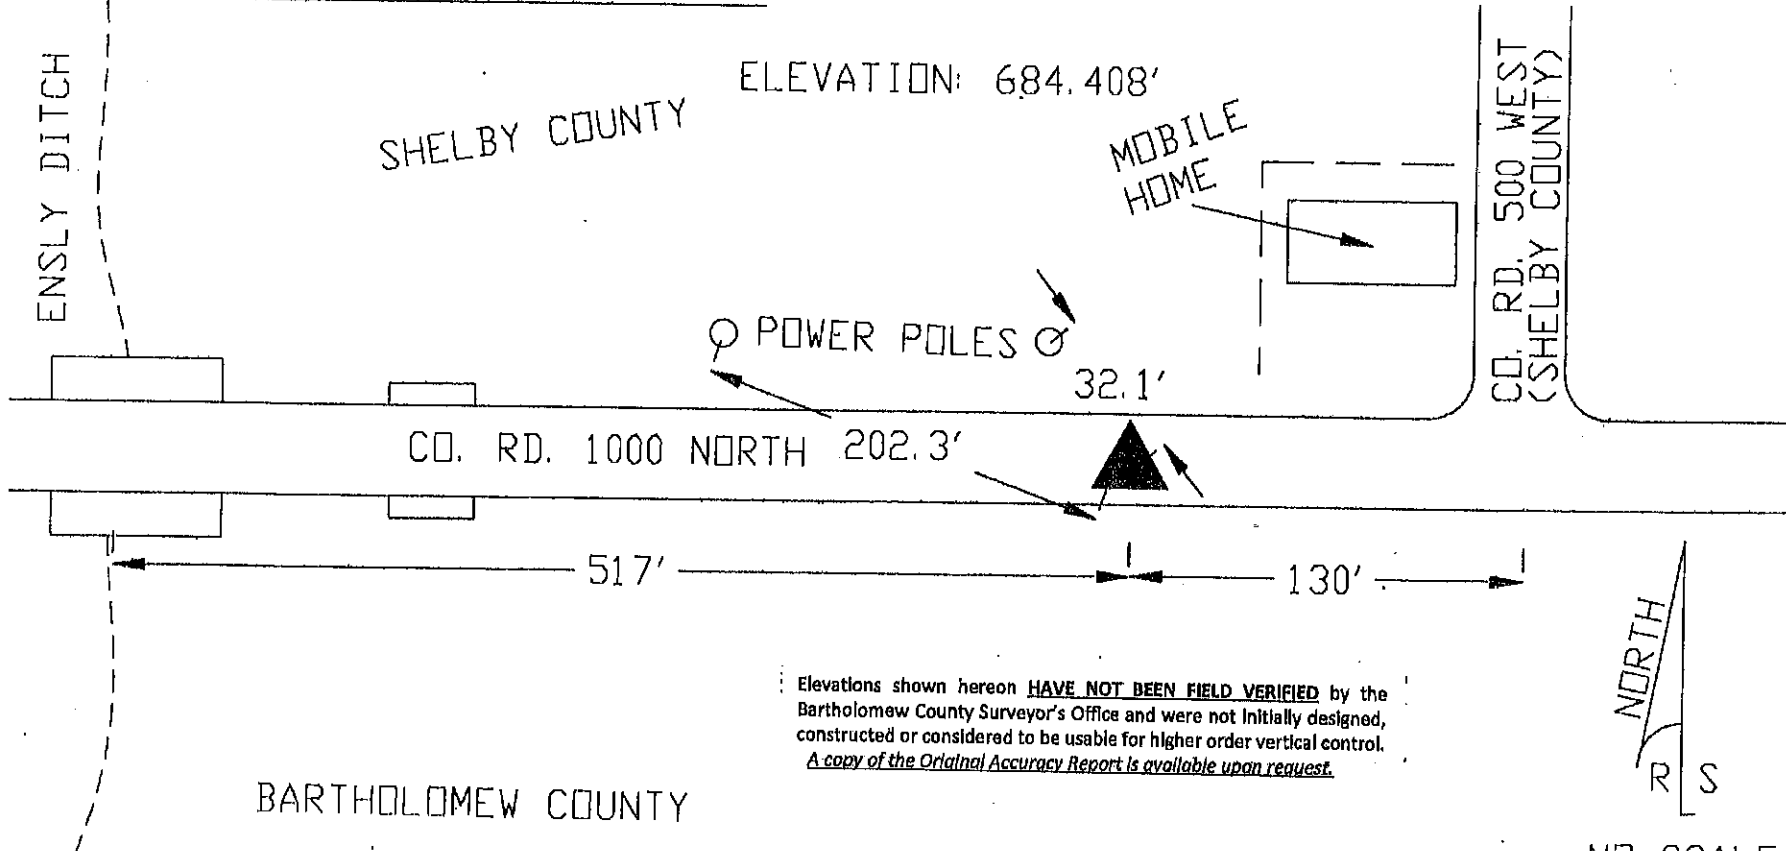 ELEVATION: 684.408'
SHELBY COUNTY
ENSLY DITCH
MOBILE
HOME
CO. RD. 500 WEST
(SHELBY COUNTY)
POWER POLES
32.1'
CO. RD. 1000 NORTH
202.3'
517'
130'
NORTH
R S
Elevations shown hereon HAVE NOT BEEN FIELD VERIFIED by the
Bartholomew County Surveyor's Office and were not initially designed,
constructed or considered to be usable for higher order vertical control.
A copy of the Original Accuracy Report is available upon request.
BARTHOLOMEW COUNTY